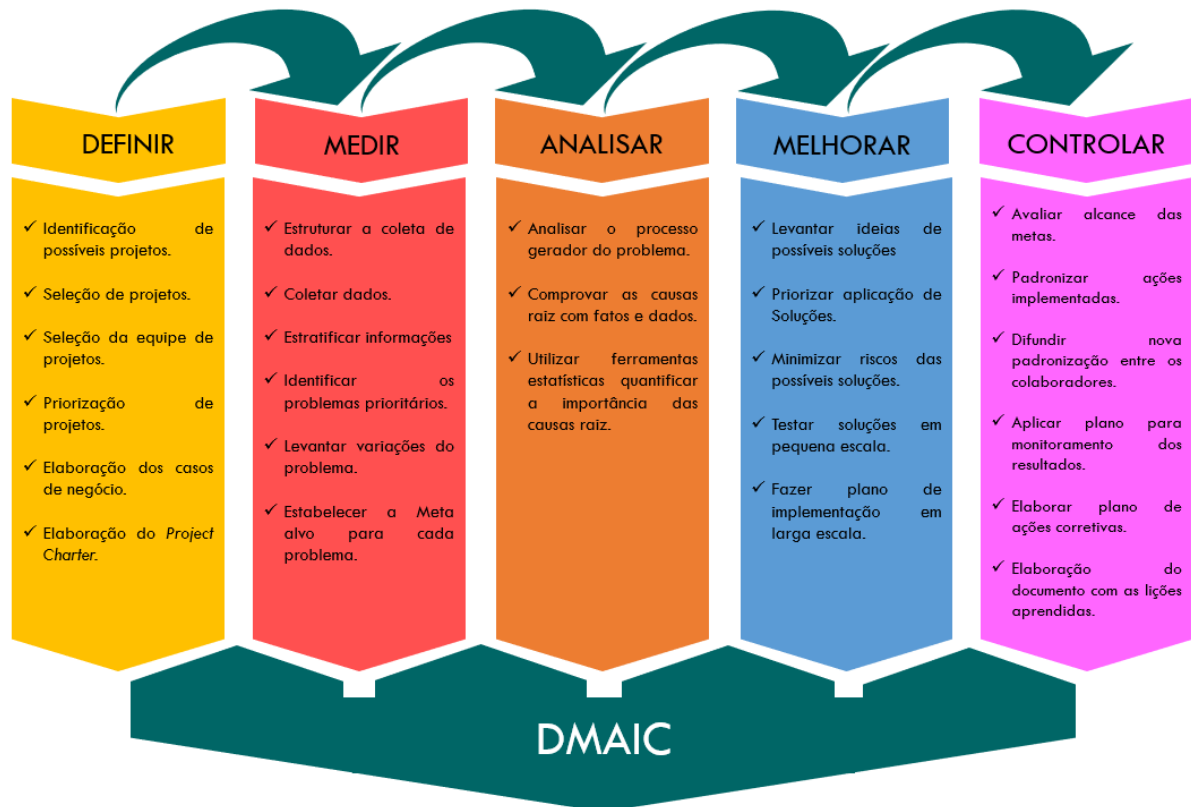 DEFINIR
Identificação de
possíveis projetos.
Seleção de projetos.
Seleção da equipe de
projetos.
Priorização de
projetos.
Elaboração dos casos
de negócio.
Elaboração do Project
Charter.
MEDIR
Estruturar a coleta de
dados.
Coletar dados.
Estratificar informações
Identificar os
problemas prioritários.
Levantar variações do
problema.
Estabelecer a Meta
alvo para cada
problema.
ANALISAR
Analisar o processo
gerador do problema.
Comprovar as causas
raiz com fatos e dados.
Utilizar ferramentas
estatísticas quantificar
a importância das
causas raiz.
MELHORAR
Levantar ideias de
possíveis soluções
Priorizar aplicação de
Soluções.
Minimizar riscos das
possíveis soluções.
Testar soluções em
pequena escala.
Fazer plano de
implementação em
larga escala.
CONTROLAR
Avaliar alcance das
metas.
Padronizar ações
implementadas.
Difundir nova
padronização entre os
colaboradores.
Aplicar plano para
monitoramento dos
resultados.
Elaborar plano de
ações corretivas.
Elaboração do
documento com as lições
aprendidas.
DMAIC